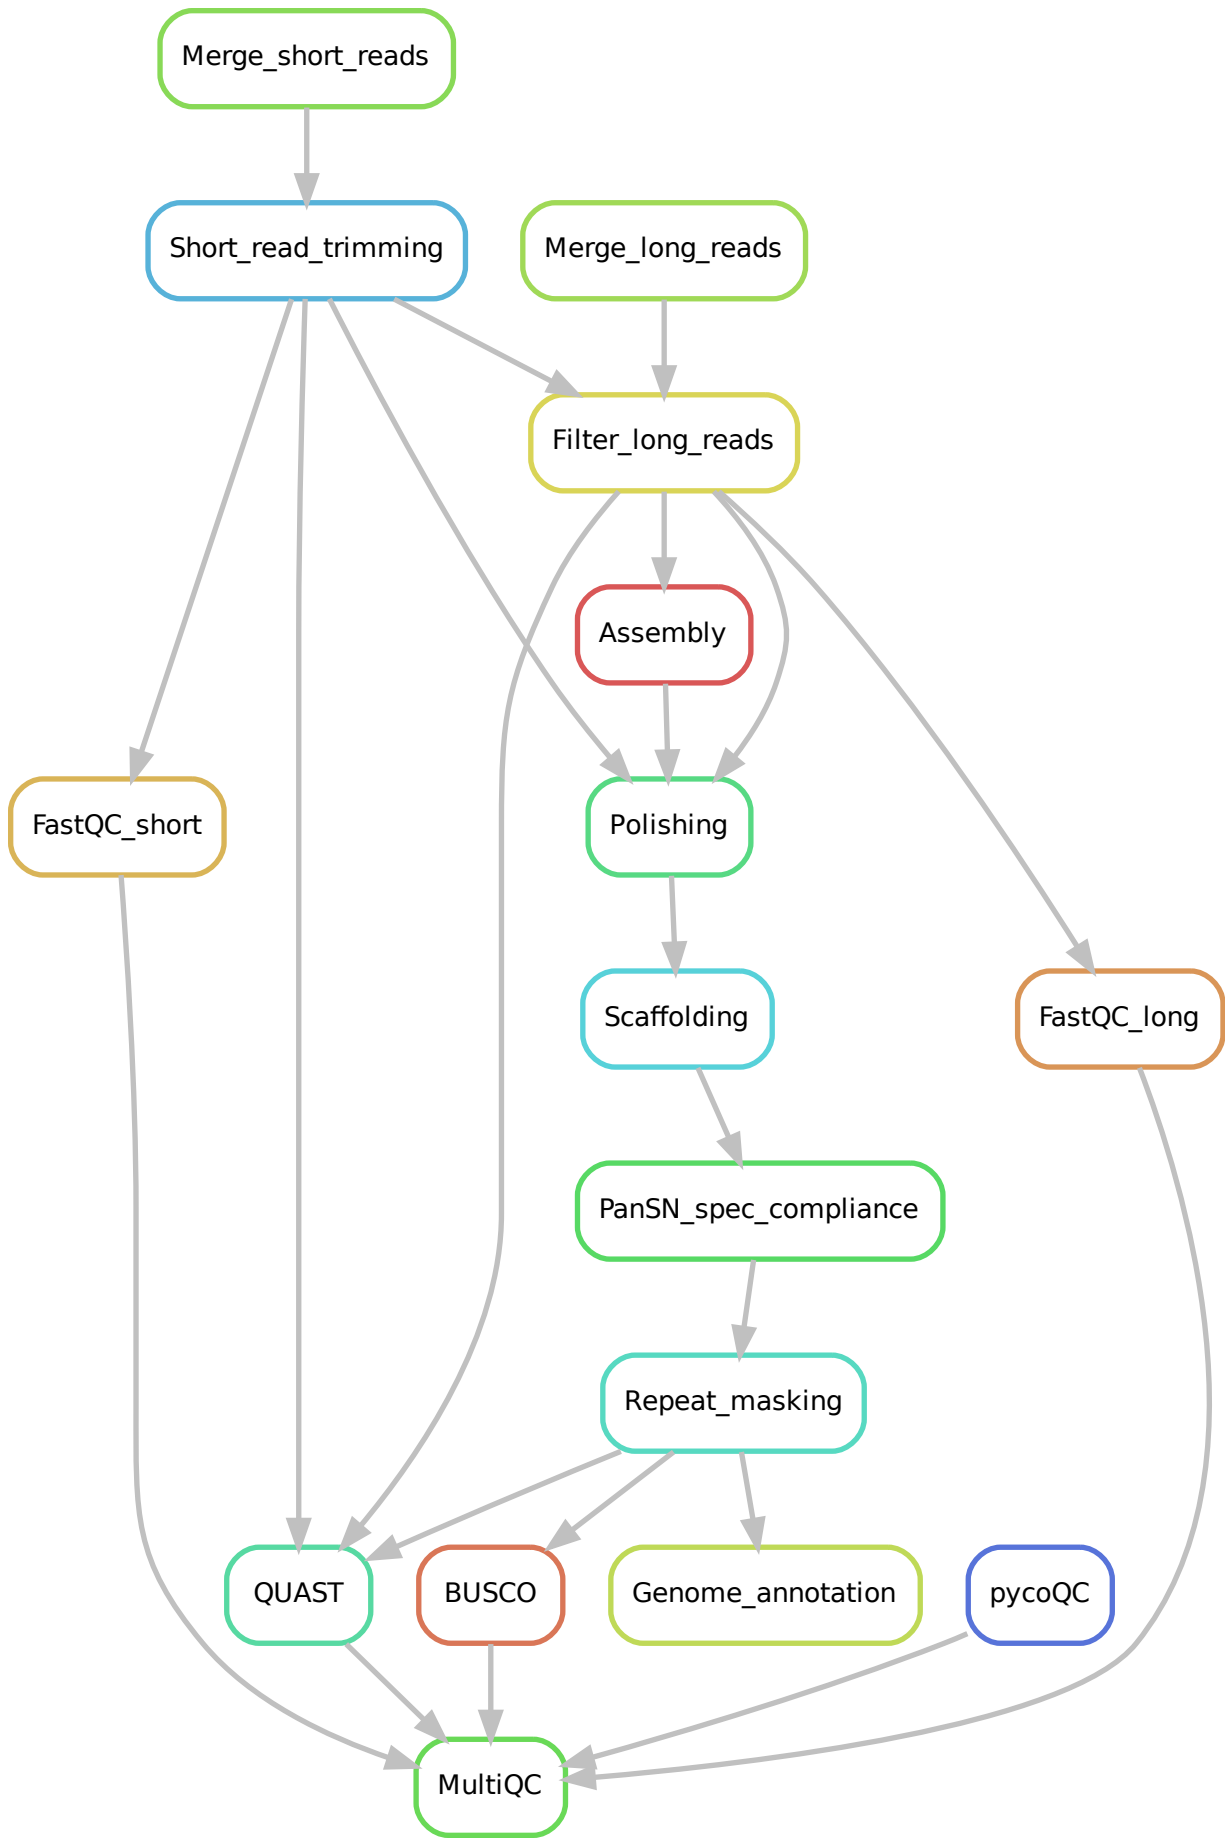 Merge_short_reads
Short_read_trimming
Merge_long_reads
Filter_long_reads
Assembly
FastQC_short
Polishing
Scaffolding
FastQC_long
PanSN_spec_compliance
Repeat_masking
QUAST
BUSCO
Genome_annotation
pycoQC
MultiQC